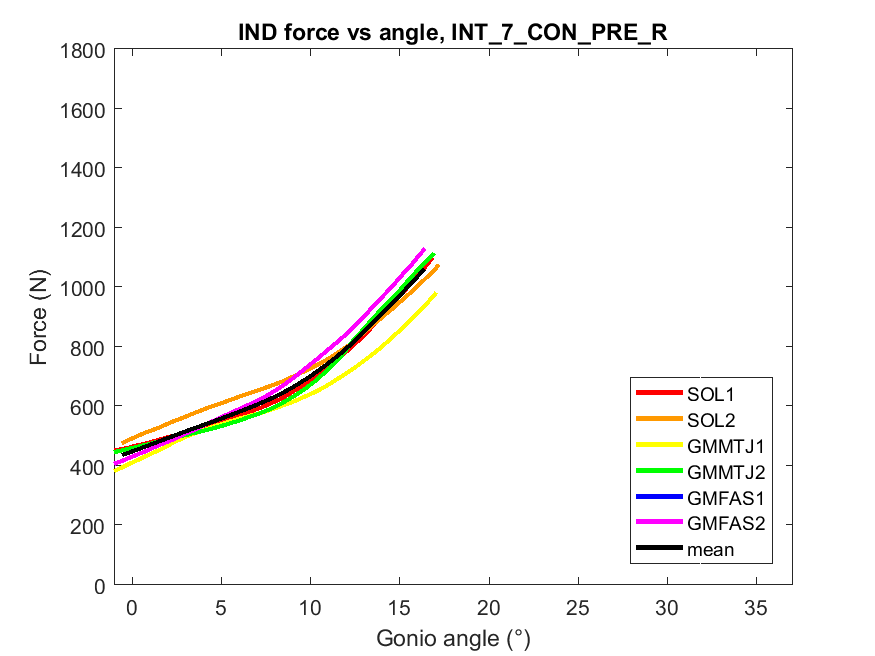 IND force vs angle, INT_7_CON_PRE_R
1800
1600
1400
1200
1000
800
600
400
200
0
Force (N)
0 5 10 15 20 25 30 35
Gonio angle (°)
SOL1
SOL2
GMMTJ1
GMMTJ2
GMFAS1
GMFAS2
mean